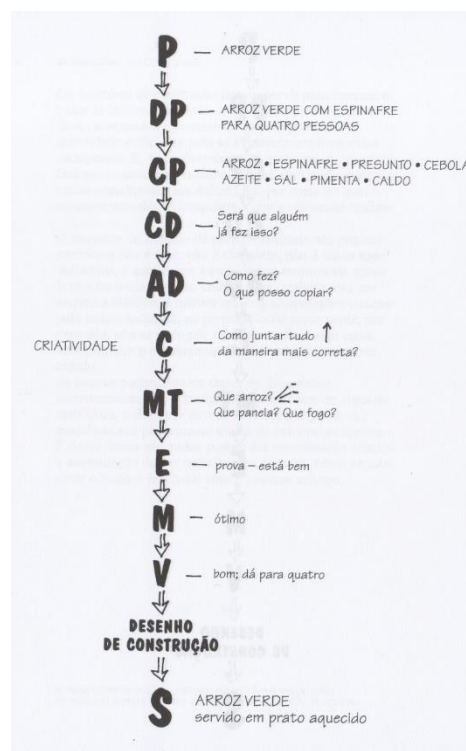 P — ARROZ VERDE
DP — ARROZ VERDE COM ESPINAFRE
PARA QUATRO PESSOAS
CP — ARROZ • ESPINAFRE • PRESUNTO • CEBOLA
AZEITE • SAL • PIMENTA • CALDO
CD — Será que alguém
já fez isso?
AD — Como fez?
O que posso copiar?
CRIATIVIDADE C — Como juntar tudo
da maneira mais correta?
MT — Que arroz?
Que panela? Que fogo?
E — prova – está bem
M — ótimo
V — bom; dá para quatro
DESENHO
DE CONSTRUÇÃO
S ARROZ VERDE
servido em prato aquecido